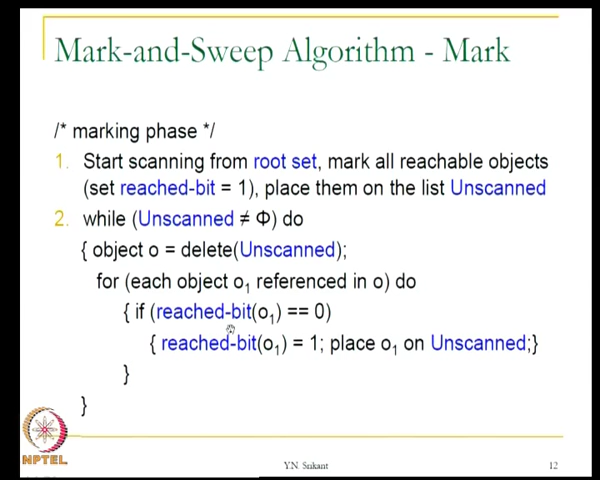 Mark-and-Sweep Algorithm - Mark
/* marking phase */
1. Start scanning from root set, mark all reachable objects
(set reached-bit = 1), place them on the list Unscanned
2. while (Unscanned ≠ Φ) do
{ object o = delete(Unscanned);
for (each object o₁ referenced in o) do
{ if (reached-bit(o₁) == 0)
{ reached-bit(o₁) = 1; place o₁ on Unscanned;}
}
}
NPTEL
Y.N. Srikant
12